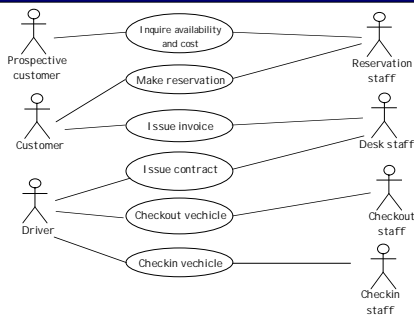 Inquire availability
and cost
Prospective
customer
Reservation
staff
Make reservation
Customer
Issue invoice
Desk staff
Issue contract
Driver
Checkout vechicle
Checkout
staff
Checkin vechicle
Checkin
staff